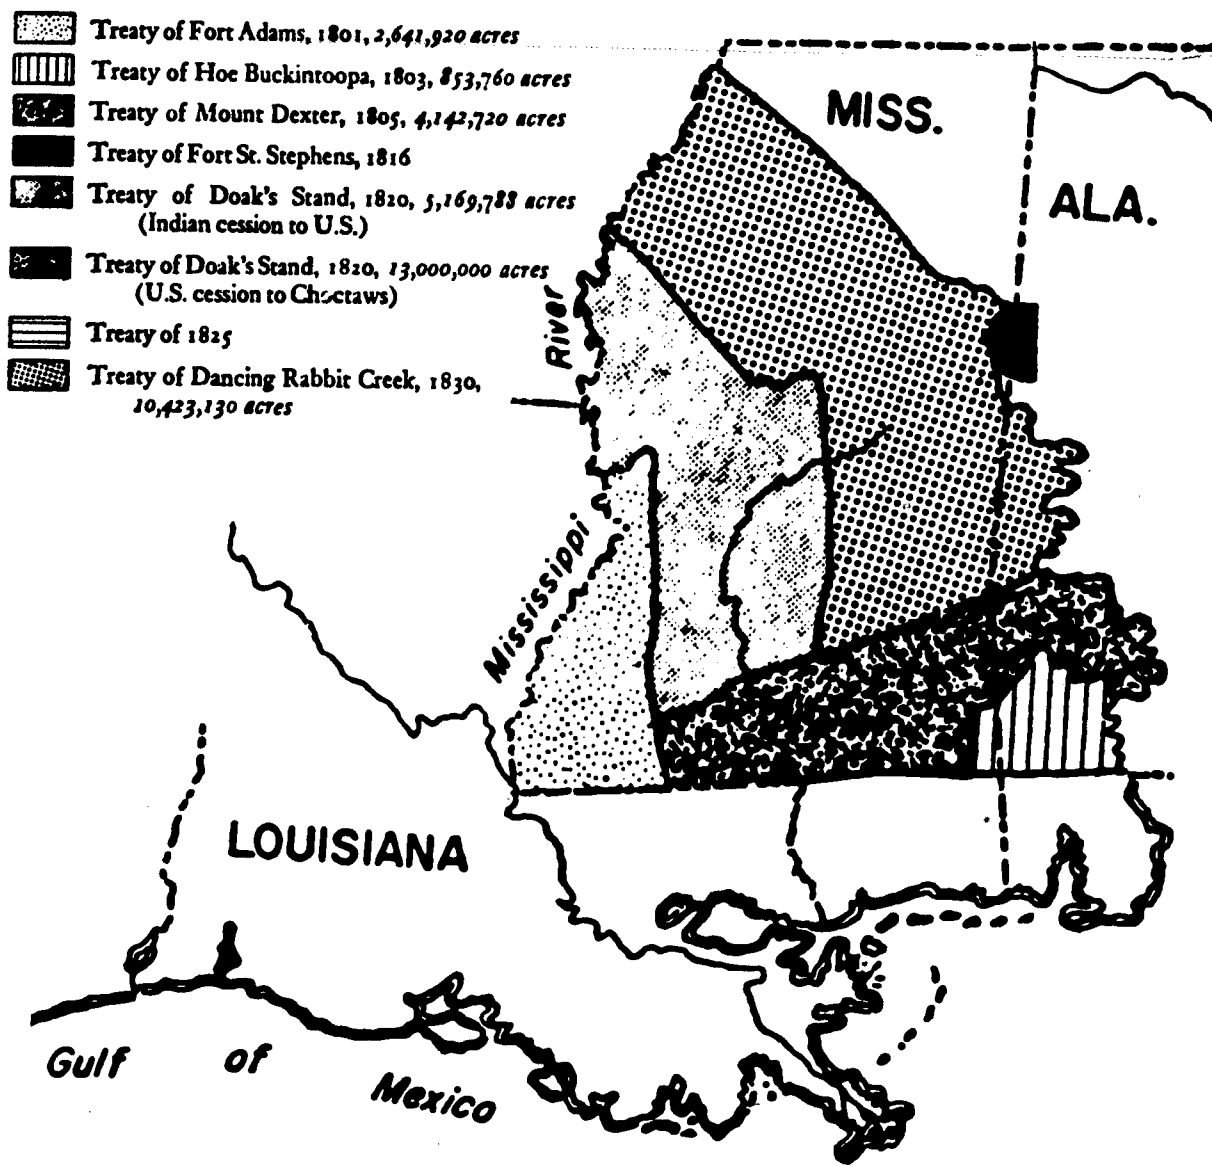 Treaty of Fort Adams, 1801, 2,641,920 acres
Treaty of Hoe Buckintoopa, 1803, 853,760 acres
Treaty of Mount Dexter, 1805, 4,142,720 acres
Treaty of Fort St. Stephens, 1816
Treaty of Doak's Stand, 1820, 5,169,788 acres
(Indian cession to U.S.)
Treaty of Doak's Stand, 1820, 13,000,000 acres
(U.S. cession to Choctaws)
Treaty of 1825
Treaty of Dancing Rabbit Creek, 1830,
10,423,130 acres
MISS.
ALA.
Mississippi River
LOUISIANA
Gulf of Mexico